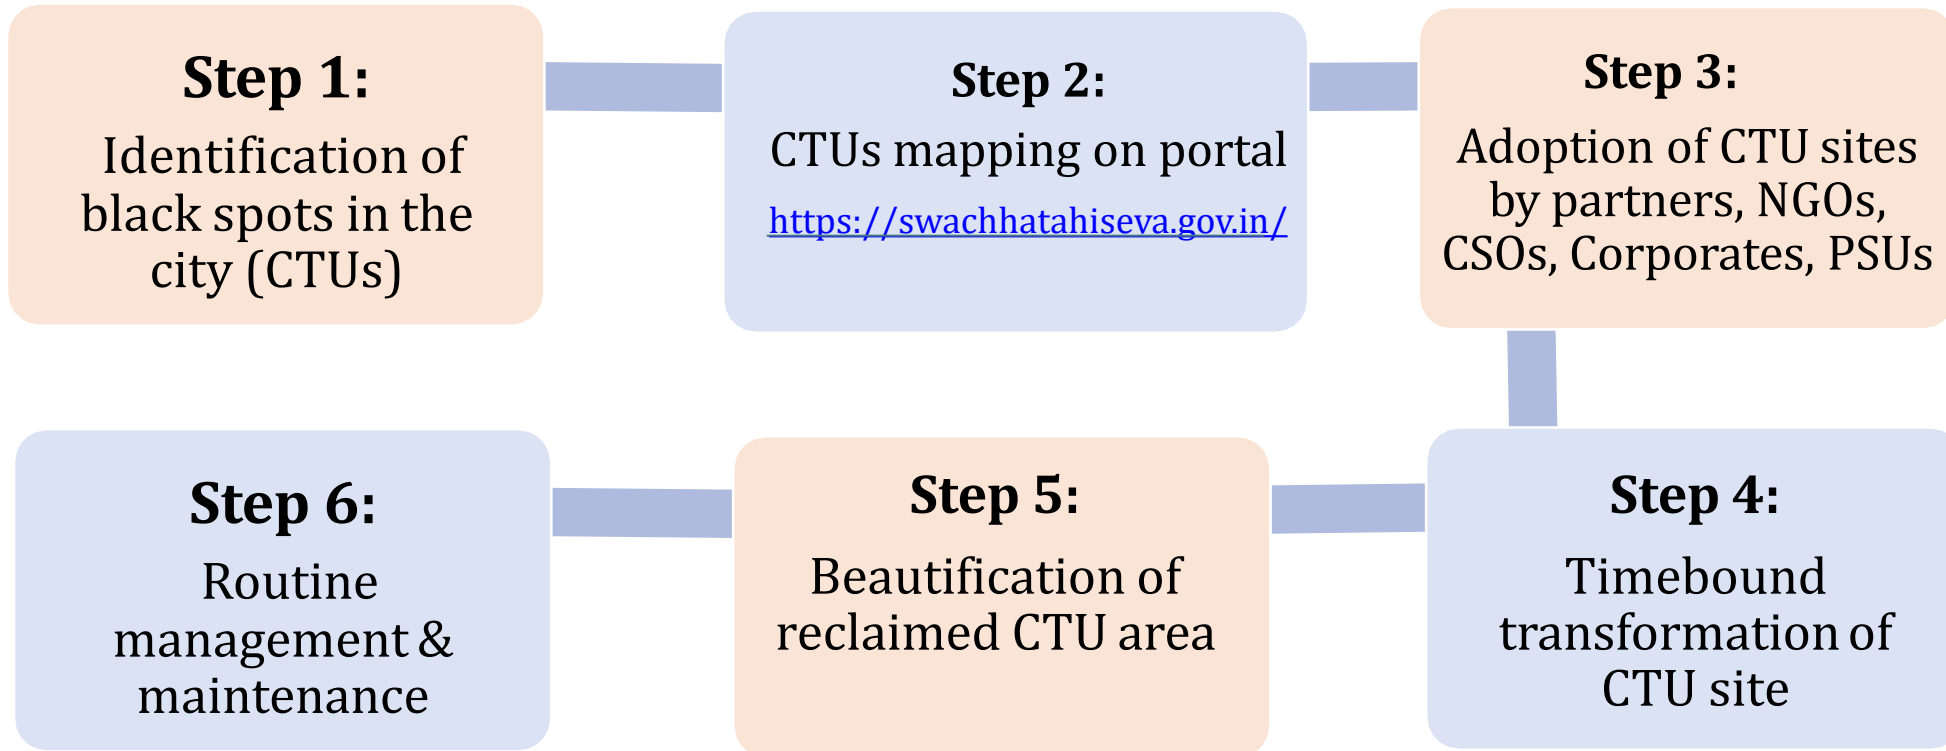 Step 1:
Identification of
black spots in the
city (CTUs)
Step 2:
CTUs mapping on portal
https://swachhatahiseva.gov.in/
Step 3:
Adoption of CTU sites
by partners, NGOs,
CSOs, Corporates, PSUs
Step 4:
Timebound
transformation of
CTU site
Step 5:
Beautification of
reclaimed CTU area
Step 6:
Routine
management &
maintenance